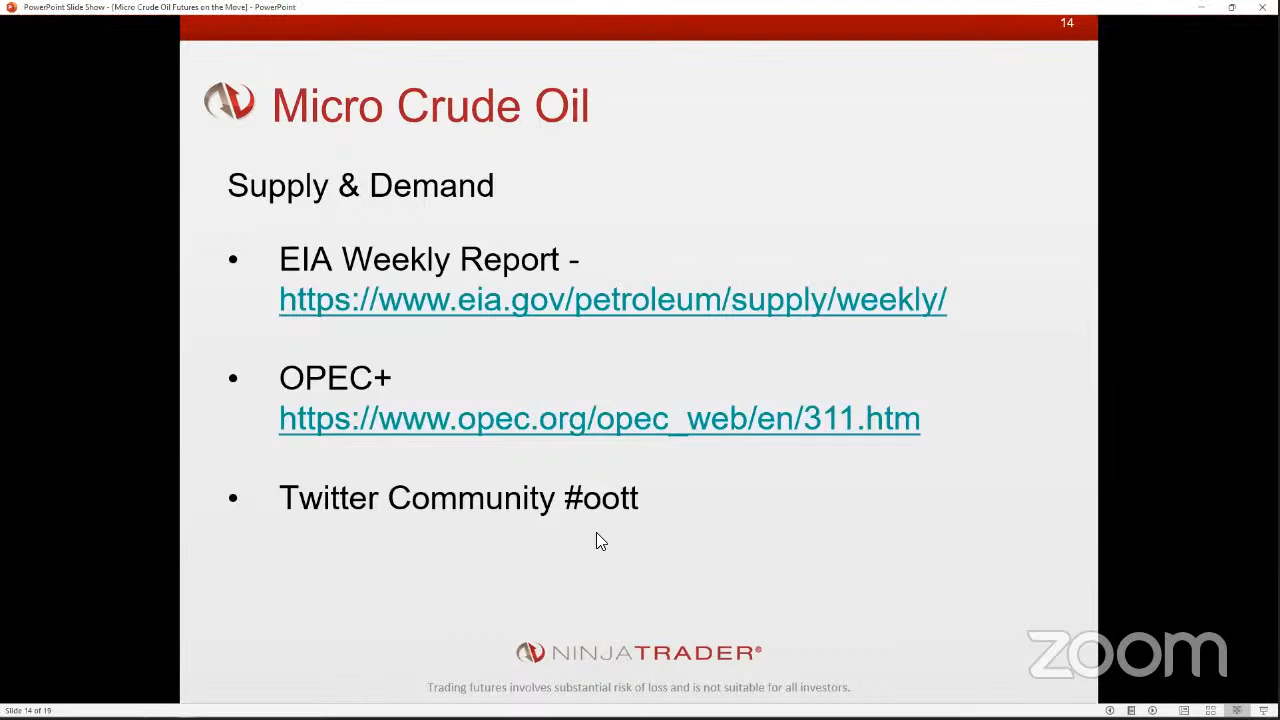 PowerPoint Slide Show - [Micro Crude Oil Futures on the Move] - PowerPoint
14
Micro Crude Oil
Supply & Demand
• EIA Weekly Report -
https://www.eia.gov/petroleum/supply/weekly/
• OPEC+
https://www.opec.org/opec_web/en/311.htm
• Twitter Community #oott
NINJATRADER®
zoom
Trading futures involves substantial risk of loss and is not suitable for all investors.
Slide 14 of 19